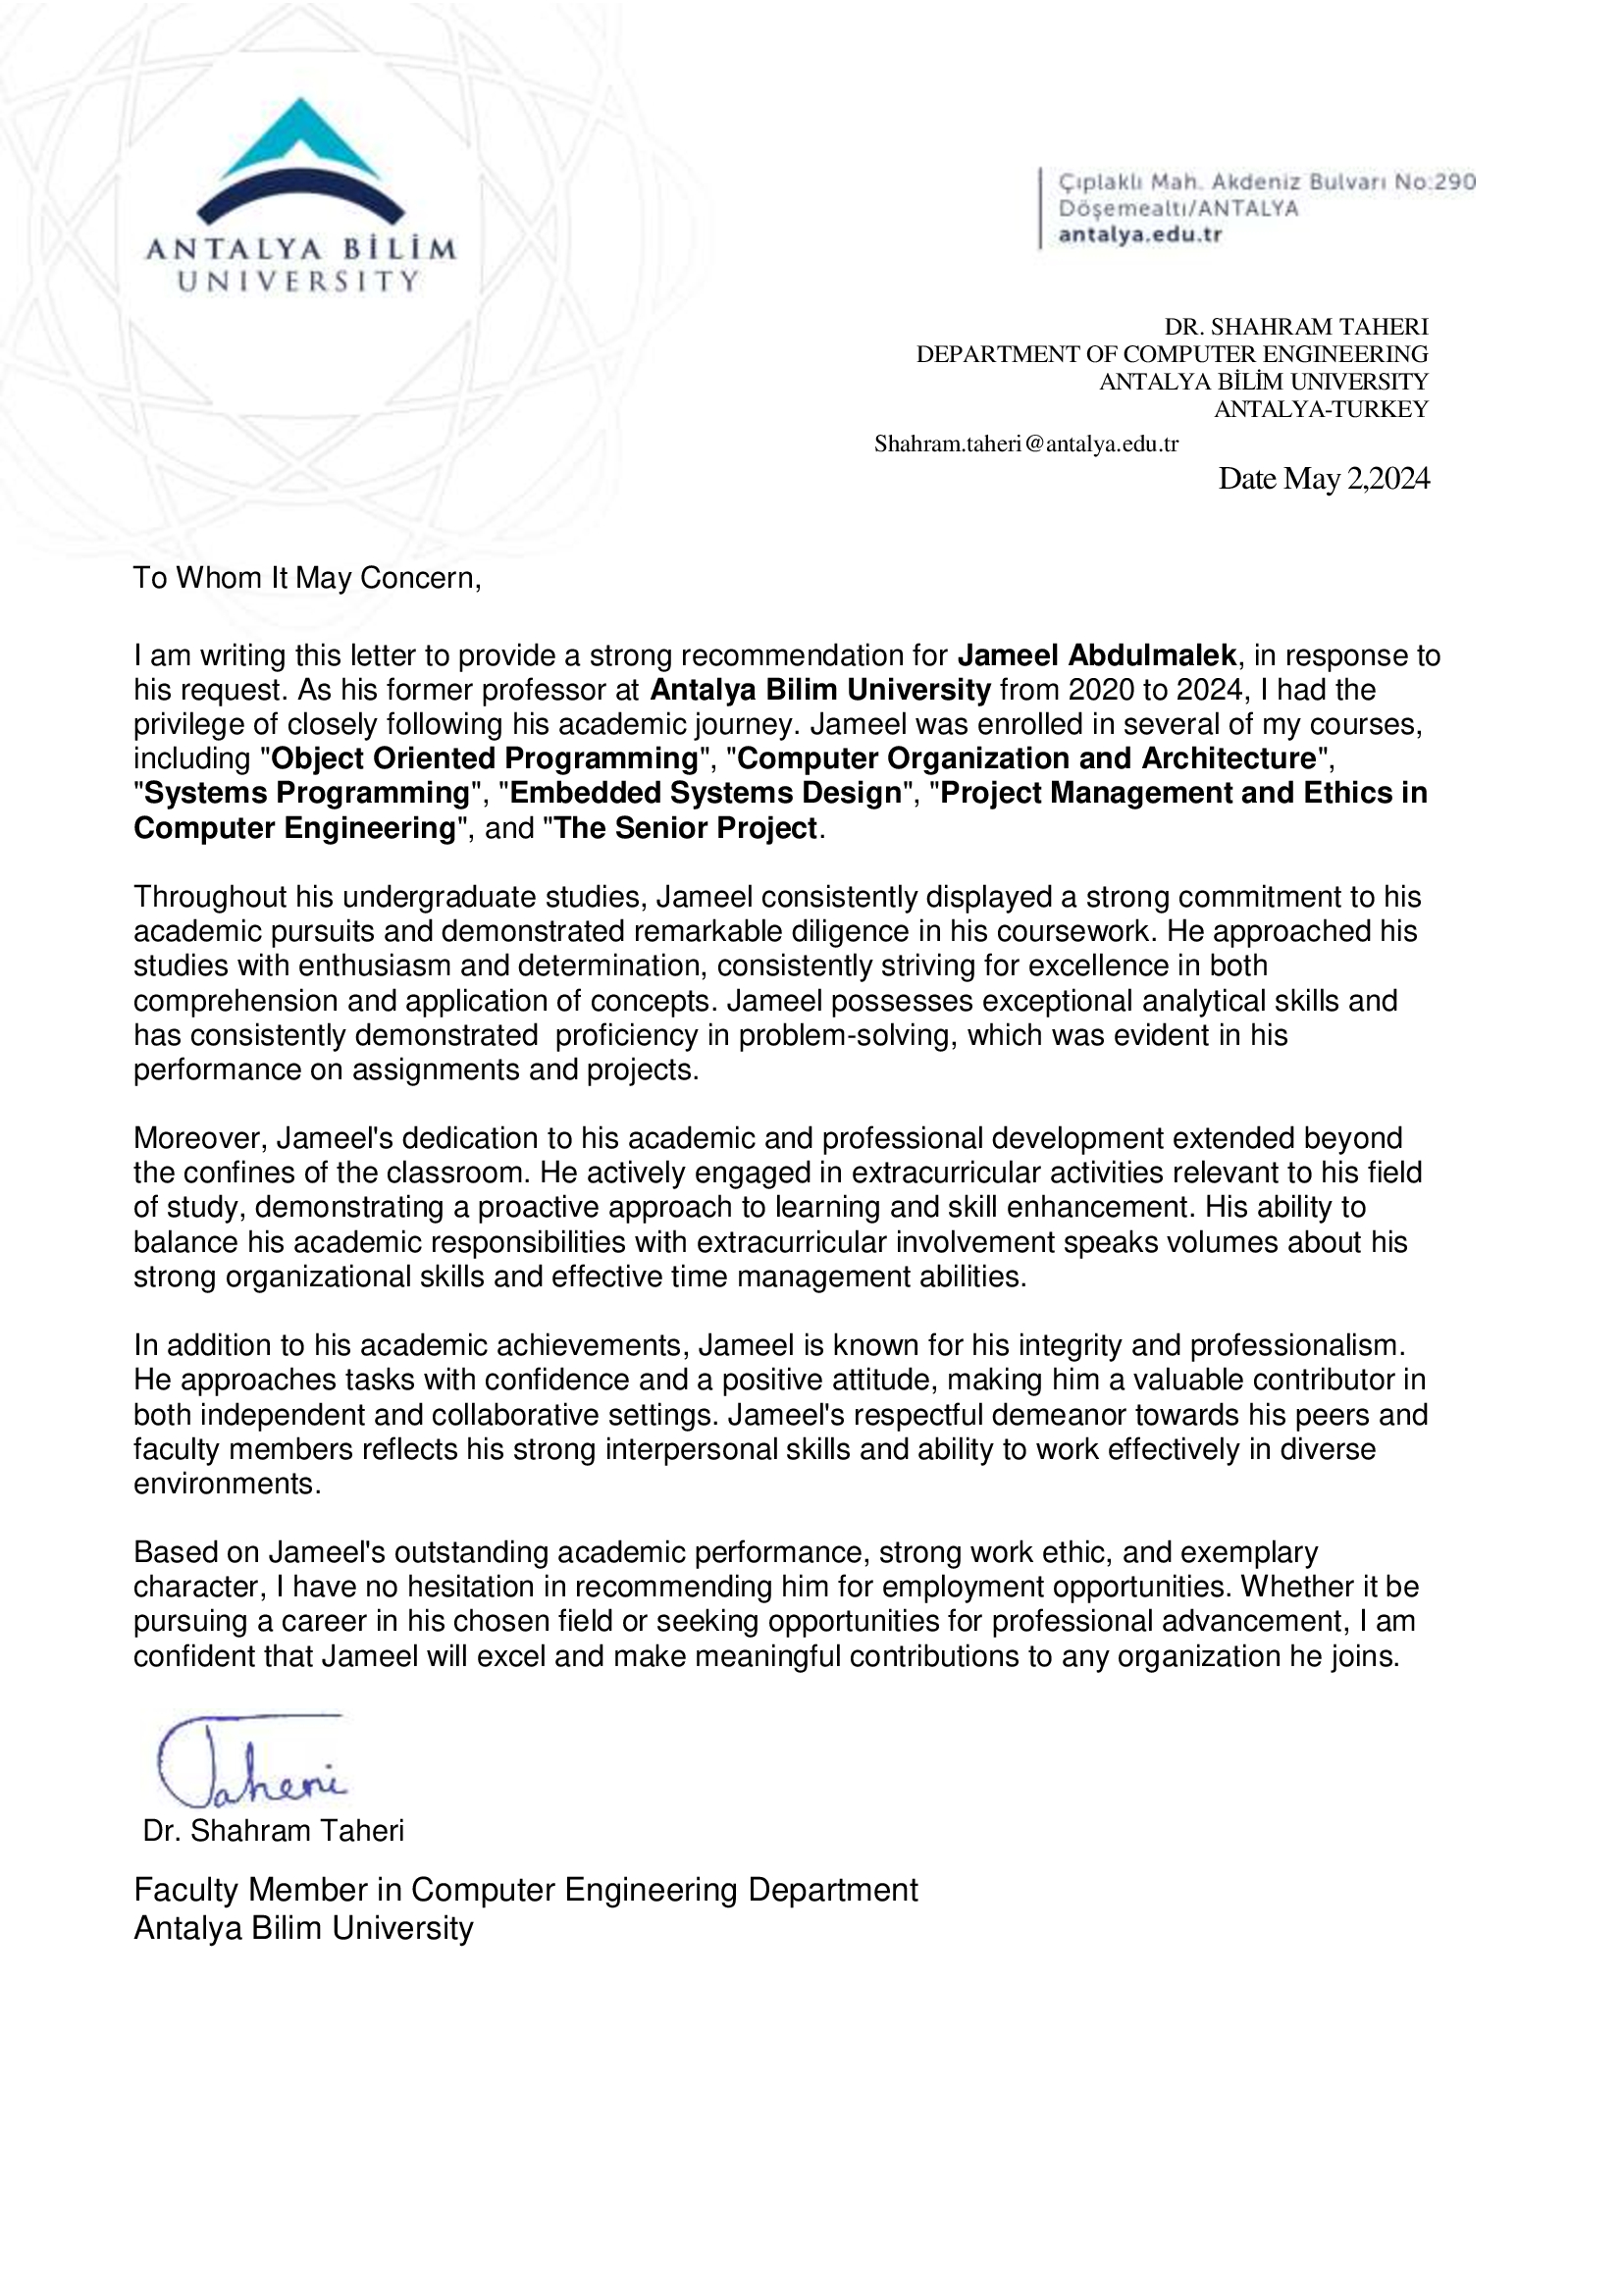 ANTALYA BİLİM
UNIVERSITY
Çıplaklı Mah. Akdeniz Bulvarı No:290
Döşemealtı/ANTALYA
antalya.edu.tr
DR. SHAHRAM TAHERI
DEPARTMENT OF COMPUTER ENGINEERING
ANTALYA BİLİM UNIVERSITY
ANTALYA-TURKEY
Shahram.taheri@antalya.edu.tr
Date May 2,2024
To Whom It May Concern,
I am writing this letter to provide a strong recommendation for Jameel Abdulmalek, in response to
his request. As his former professor at Antalya Bilim University from 2020 to 2024, I had the
privilege of closely following his academic journey. Jameel was enrolled in several of my courses,
including "Object Oriented Programming", "Computer Organization and Architecture",
"Systems Programming", "Embedded Systems Design", "Project Management and Ethics in
Computer Engineering", and "The Senior Project.
Throughout his undergraduate studies, Jameel consistently displayed a strong commitment to his
academic pursuits and demonstrated remarkable diligence in his coursework. He approached his
studies with enthusiasm and determination, consistently striving for excellence in both
comprehension and application of concepts. Jameel possesses exceptional analytical skills and
has consistently demonstrated  proficiency in problem-solving, which was evident in his
performance on assignments and projects.
Moreover, Jameel's dedication to his academic and professional development extended beyond
the confines of the classroom. He actively engaged in extracurricular activities relevant to his field
of study, demonstrating a proactive approach to learning and skill enhancement. His ability to
balance his academic responsibilities with extracurricular involvement speaks volumes about his
strong organizational skills and effective time management abilities.
In addition to his academic achievements, Jameel is known for his integrity and professionalism.
He approaches tasks with confidence and a positive attitude, making him a valuable contributor in
both independent and collaborative settings. Jameel's respectful demeanor towards his peers and
faculty members reflects his strong interpersonal skills and ability to work effectively in diverse
environments.
Based on Jameel's outstanding academic performance, strong work ethic, and exemplary
character, I have no hesitation in recommending him for employment opportunities. Whether it be
pursuing a career in his chosen field or seeking opportunities for professional advancement, I am
confident that Jameel will excel and make meaningful contributions to any organization he joins.
Taheri
Dr. Shahram Taheri
Faculty Member in Computer Engineering Department
Antalya Bilim University